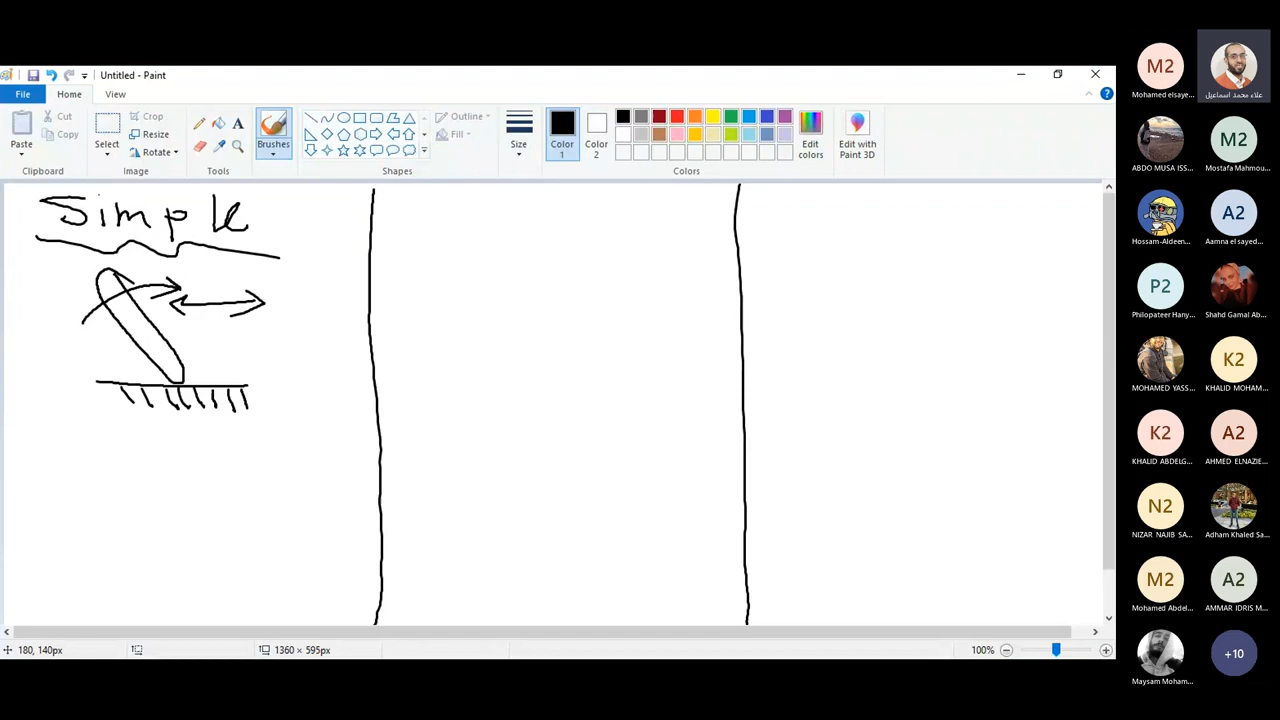 Untitled - Paint
File
Home
View
Paste
Cut
Copy
Clipboard
Select
Crop
Resize
Rotate
Image
A
Tools
Brushes
Shapes
Outline
Fill
Size
Color 1
Color 2
Edit colors
Colors
Edit with Paint 3D
Simple
180, 140px
1360 × 595px
100%
M2
Mohamed elsaye...
علاء محمد اسماعيل
ABDO MUSA ISS...
M2
Mostafa Mahmou...
Hossam-Aldeen...
A2
Aamna el sayed...
P2
Philopateer Hany...
Shahd Gamal Ab...
MOHAMED YASS...
K2
KHALID MOHAM...
K2
KHALID ABDELG...
A2
AHMED ELNAZIE...
N2
NIZAR NAJIB SA...
Adham Khaled Sa...
M2
Mohamed Abdel...
A2
AMMAR IDRIS M...
Maysam Moham...
+10